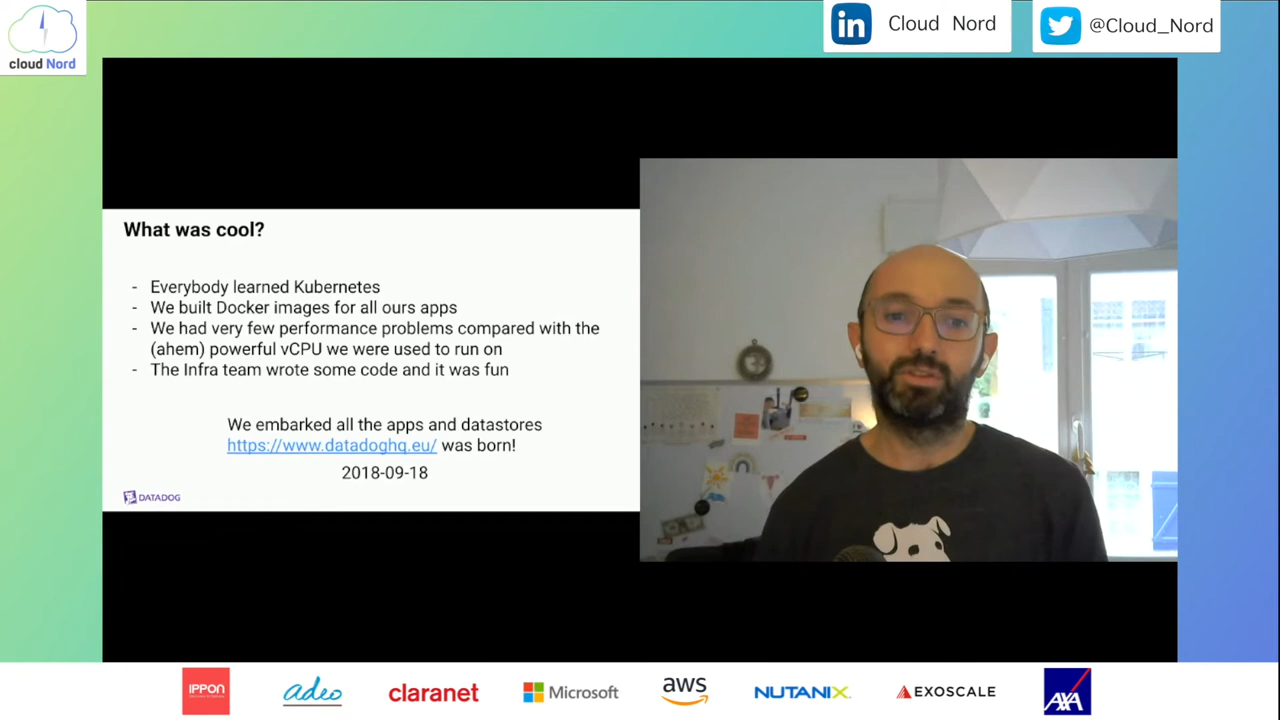 cloud Nord
in Cloud Nord
@Cloud_Nord
What was cool?
- Everybody learned Kubernetes
- We built Docker images for all ours apps
- We had very few performance problems compared with the
(ahem) powerful vCPU we were used to run on
- The Infra team wrote some code and it was fun
We embarked all the apps and datastores
https://www.datadoghq.eu/ was born!
2018-09-18
DATADOG
IPPON
adeo
claranet
Microsoft
aws
NUTANIX
EXOSCALE
AXA